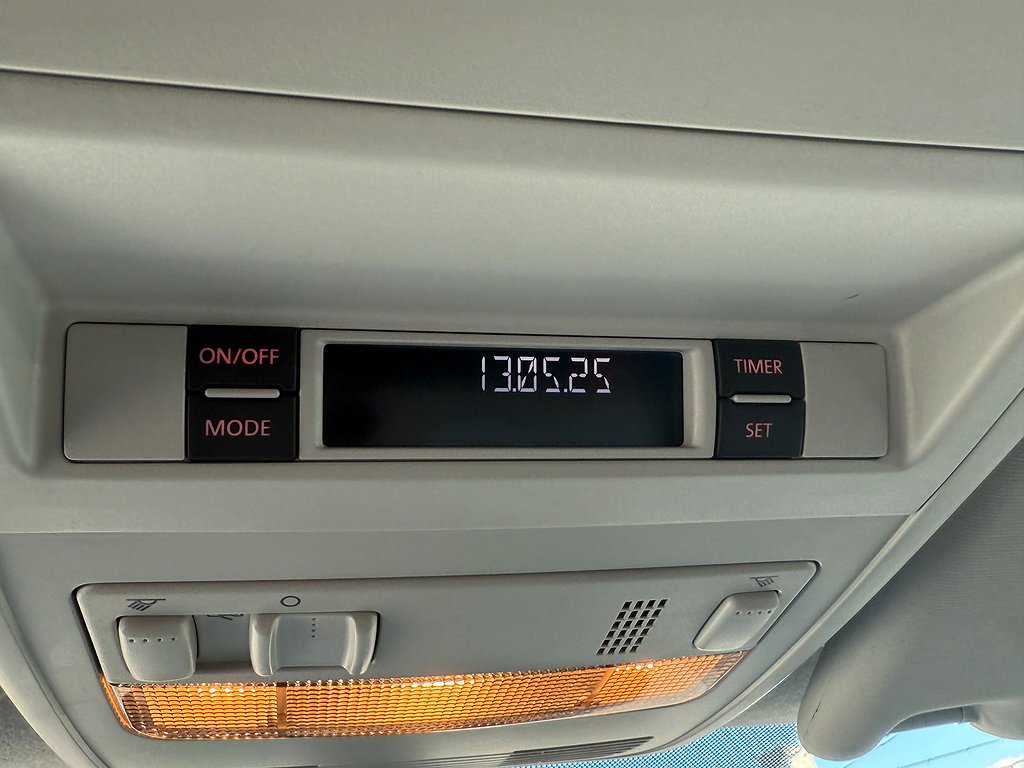 ON/OFF
MODE
13.05.25
TIMER
SET